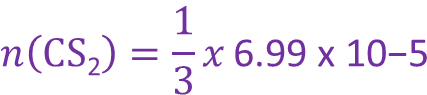 n(CS₂) = 1/3 x 6.99 x 10–5